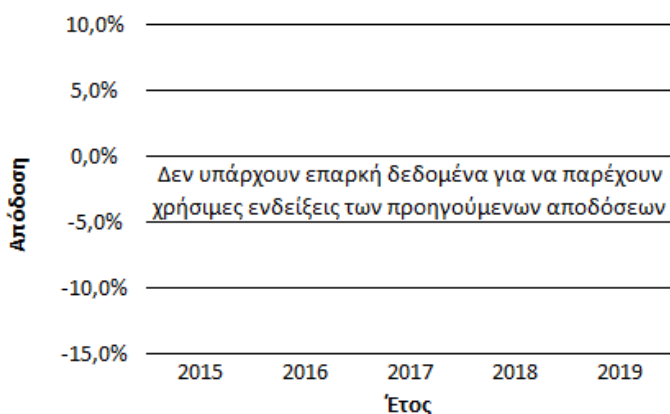 10,0%
5,0%
0,0%
Δεν υπάρχουν επαρκή δεδομένα για να παρέχουν
χρήσιμες ενδείξεις των προηγούμενων αποδόσεων
-5,0%
-10,0%
-15,0%
Απόδοση
2015 2016 2017 2018 2019
Έτος